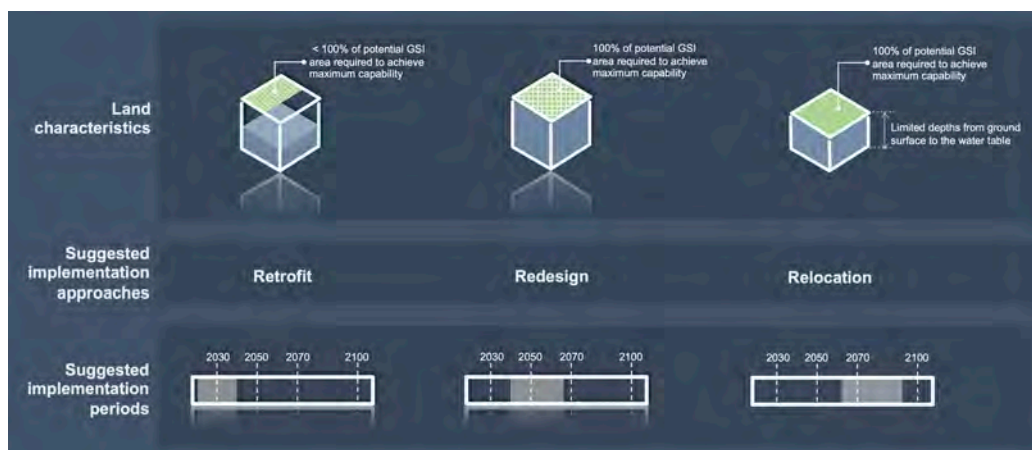 < 100% of potential GSI
area required to achieve
maximum capability
100% of potential GSI
area required to achieve
maximum capability
100% of potential GSI
area required to achieve
maximum capability
Land
characteristics
Limited depths from ground
surface to the water table
Suggested
implementation
approaches
Retrofit
Redesign
Relocation
Suggested
implementation
periods
2030 2050 2070 2100
2030 2050 2070 2100
2030 2050 2070 2100